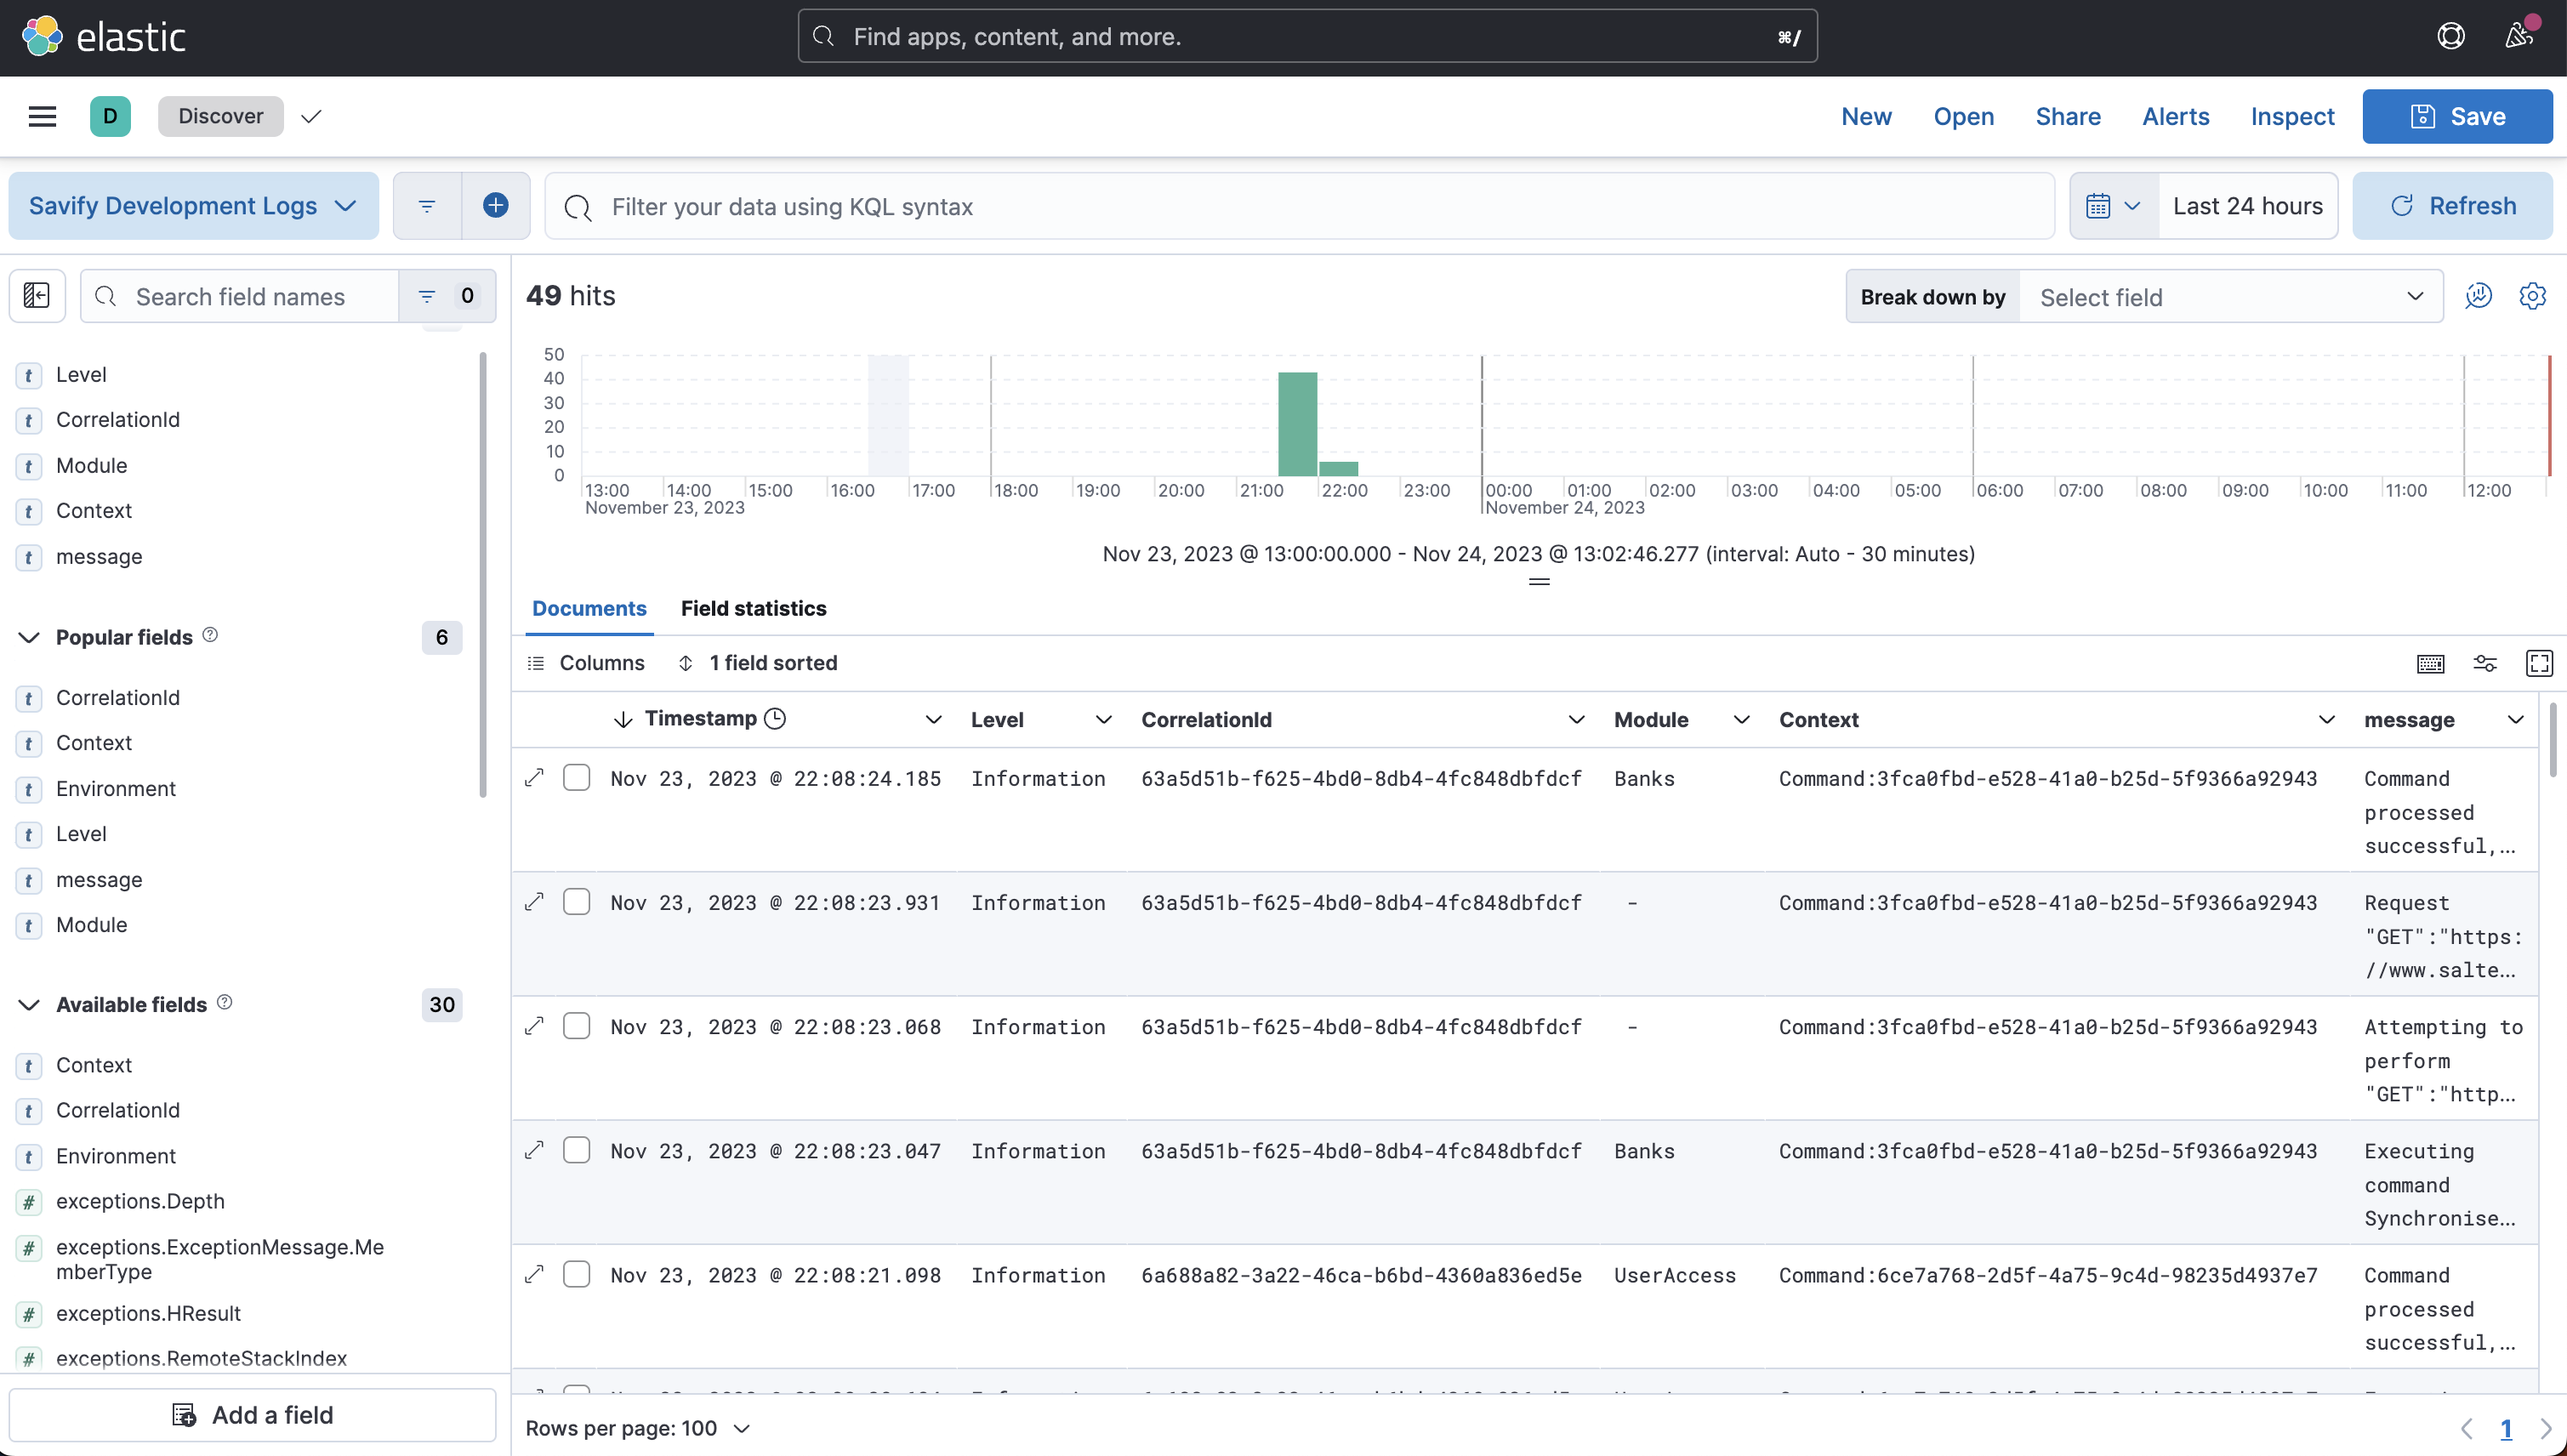 elastic
Find apps, content, and more.
⌘/
D
Discover
New
Open
Share
Alerts
Inspect
Save
Savify Development Logs
Filter your data using KQL syntax
Last 24 hours
Refresh
Search field names
0
t Level
t CorrelationId
t Module
t Context
t message
Popular fields
6
t CorrelationId
t Context
t Environment
t Level
t message
t Module
Available fields
30
t Context
t CorrelationId
t Environment
# exceptions.Depth
# exceptions.ExceptionMessage.Me
mberType
# exceptions.HResult
# exceptions.RemoteStackIndex
Add a field
49 hits
Break down by
Select field
50
40
30
20
10
0
13:00 14:00 15:00 16:00 17:00 18:00 19:00 20:00 21:00 22:00 23:00 00:00 01:00 02:00 03:00 04:00 05:00 06:00 07:00 08:00 09:00 10:00 11:00 12:00
November 23, 2023
November 24, 2023
Nov 23, 2023 @ 13:00:00.000 - Nov 24, 2023 @ 13:02:46.277 (interval: Auto - 30 minutes)
Documents
Field statistics
Columns
1 field sorted
Timestamp Level CorrelationId Module Context message
Nov 23, 2023 @ 22:08:24.185 Information 63a5d51b-f625-4bd0-8db4-4fc848dbfdcf Banks Command:3fca0fbd-e528-41a0-b25d-5f9366a92943 Command
processed
successful,...
Nov 23, 2023 @ 22:08:23.931 Information 63a5d51b-f625-4bd0-8db4-4fc848dbfdcf - Command:3fca0fbd-e528-41a0-b25d-5f9366a92943 Request
"GET":"https:
//www.salte...
Nov 23, 2023 @ 22:08:23.068 Information 63a5d51b-f625-4bd0-8db4-4fc848dbfdcf - Command:3fca0fbd-e528-41a0-b25d-5f9366a92943 Attempting to
perform
"GET":"http...
Nov 23, 2023 @ 22:08:23.047 Information 63a5d51b-f625-4bd0-8db4-4fc848dbfdcf Banks Command:3fca0fbd-e528-41a0-b25d-5f9366a92943 Executing
command
Synchronise...
Nov 23, 2023 @ 22:08:21.098 Information 6a688a82-3a22-46ca-b6bd-4360a836ed5e UserAccess Command:6ce7a768-2d5f-4a75-9c4d-98235d4937e7 Command
processed
successful,...
Rows per page: 100
1